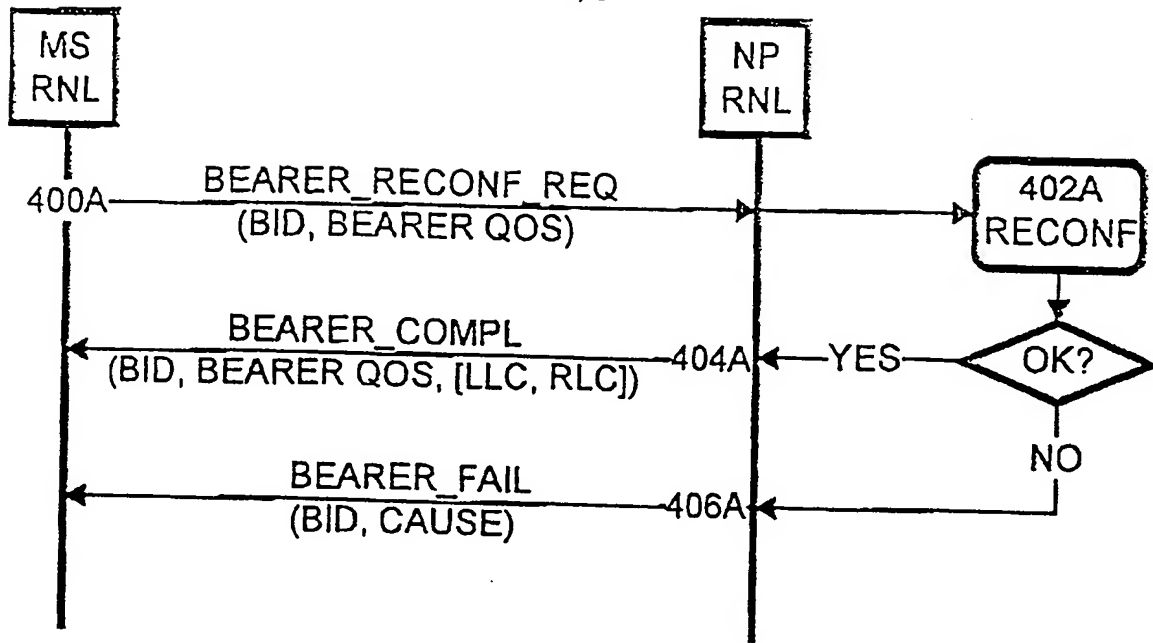 MS
RNL
NP
RNL
400A
BEARER_RECONF_REQ
(BID, BEARER QOS)
402A
RECONF
BEARER_COMPL
(BID, BEARER QOS, [LLC, RLC])
404A
YES
OK?
NO
BEARER_FAIL
(BID, CAUSE)
406A